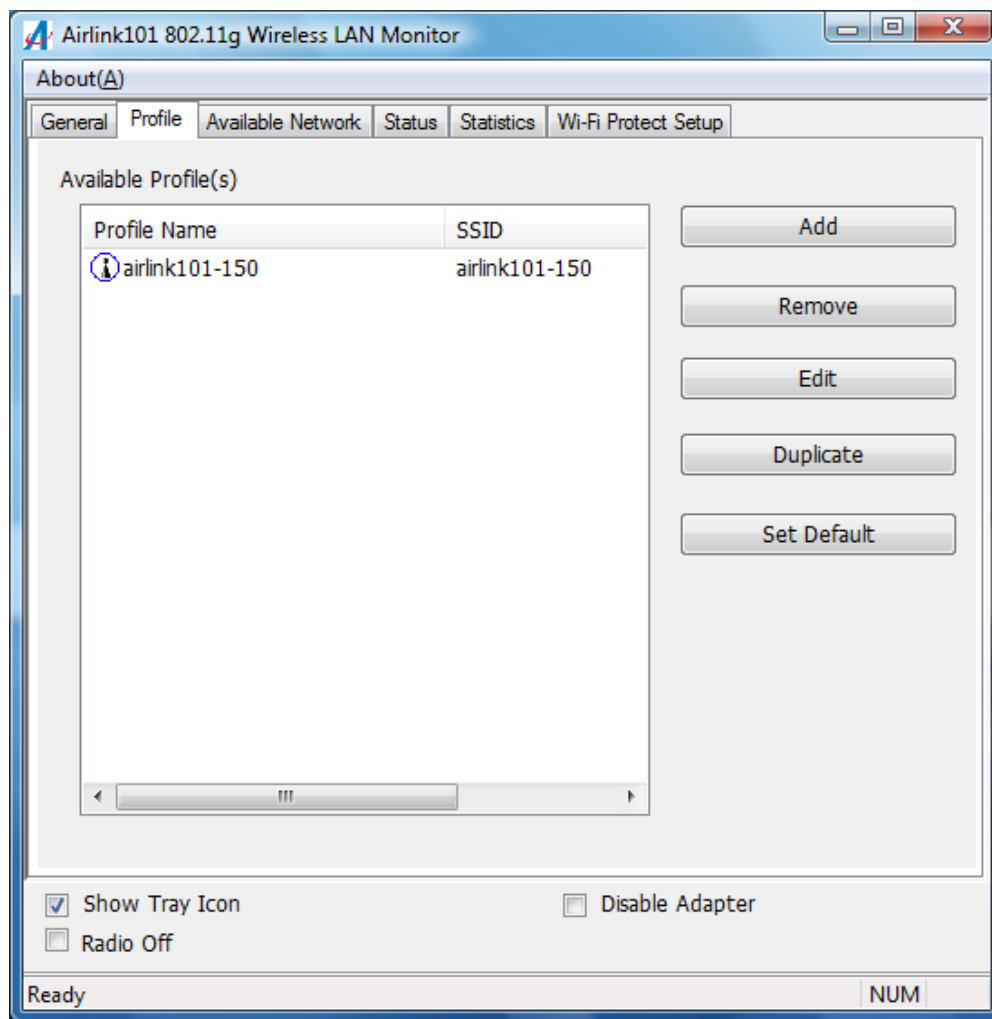 Airlink101 802.11g Wireless LAN Monitor
About(A)
General Profile Available Network Status Statistics Wi-Fi Protect Setup
Available Profile(s)
Profile Name SSID
airlink101-150 airlink101-150
Add
Remove
Edit
Duplicate
Set Default
Show Tray Icon Disable Adapter
Radio Off
Ready NUM